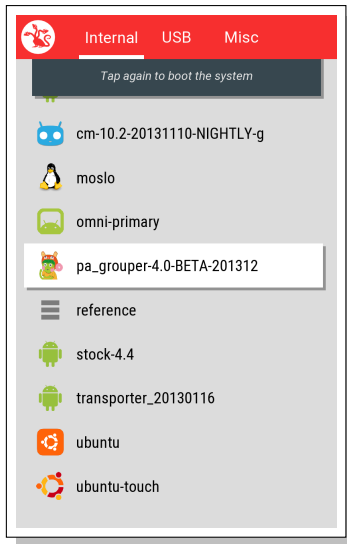 Internal USB Misc
Tap again to boot the system
cm-10.2-20131110-NIGHTLY-g
moslo
omni-primary
pa_grouper-4.0-BETA-201312
reference
stock-4.4
transporter_20130116
ubuntu
ubuntu-touch